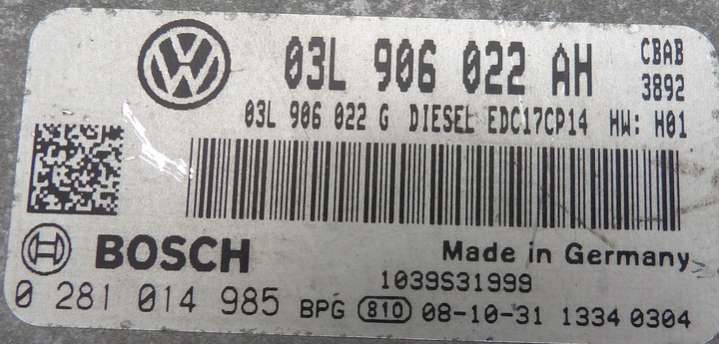 03L 906 022 AH CBAB
3892
03L 906 022 G DIESEL EDC17CP14 HW: H01
BOSCH Made in Germany
1039S31999
0 281 014 985 BPG 810 08-10-31 1334 0304